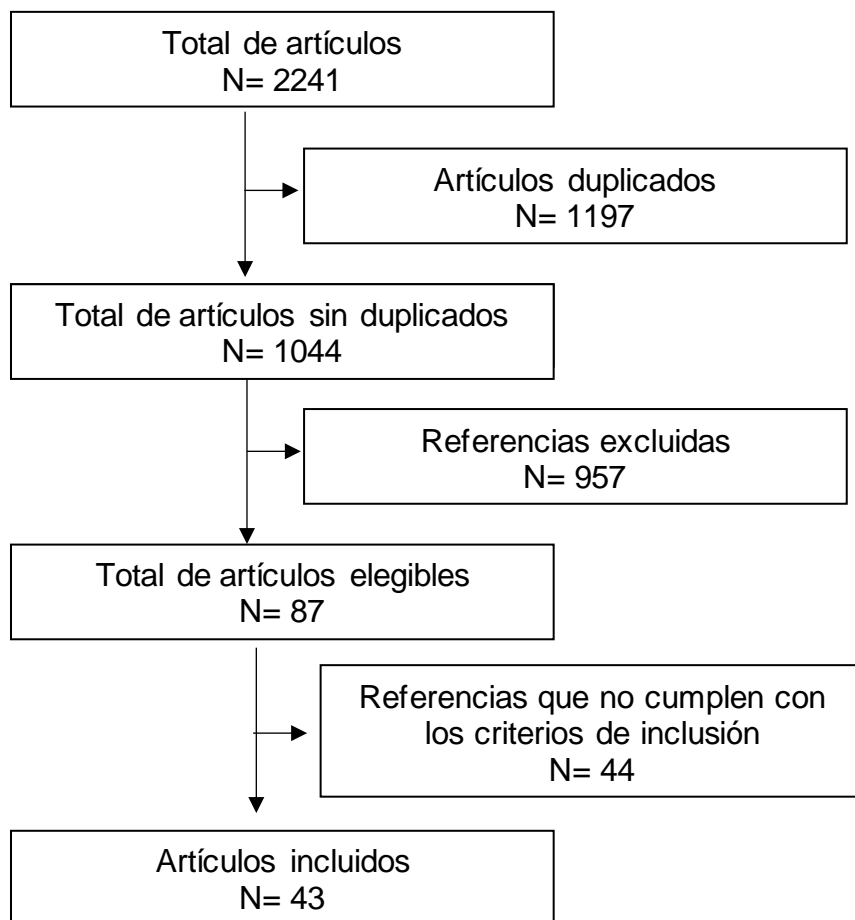 Total de artículos
N= 2241
Artículos duplicados
N= 1197
Total de artículos sin duplicados
N= 1044
Referencias excluidas
N= 957
Total de artículos elegibles
N= 87
Referencias que no cumplen con
los criterios de inclusión
N= 44
Artículos incluidos
N= 43